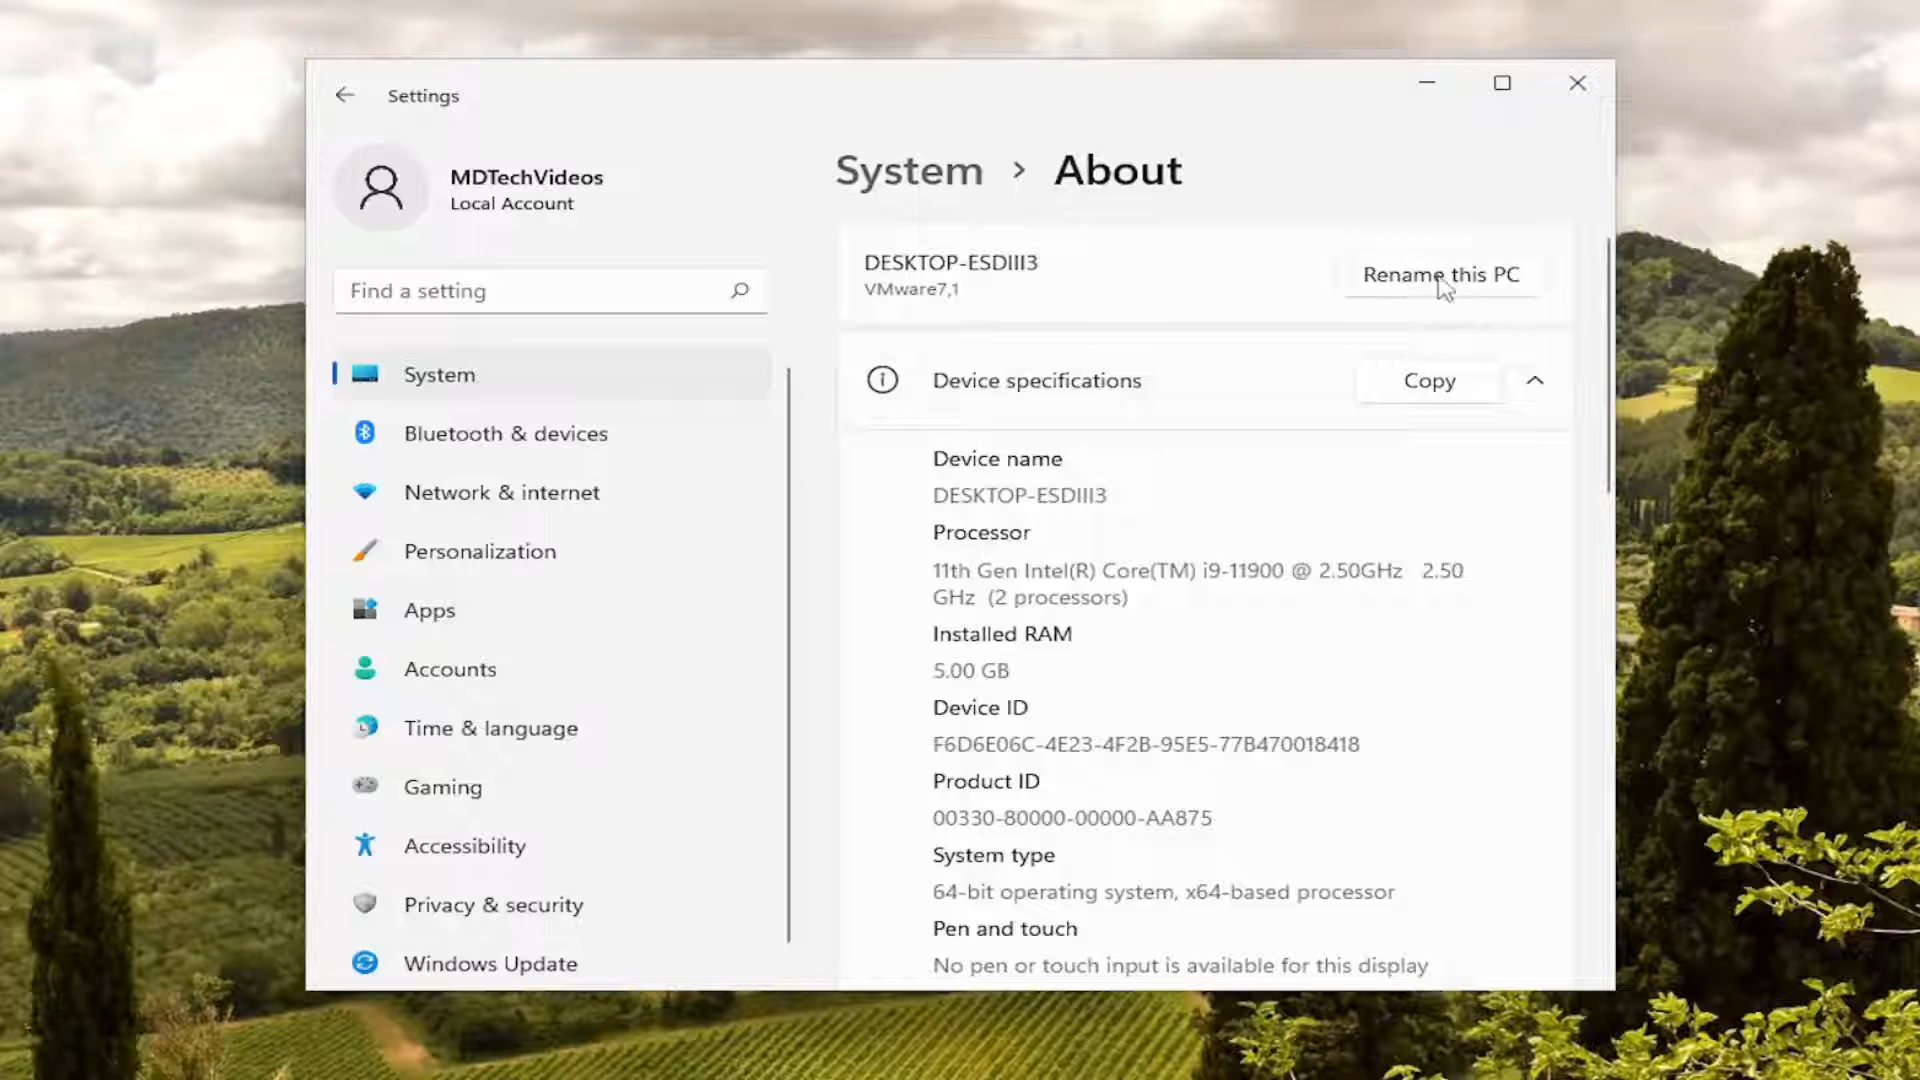 Settings
MDTechVideos
Local Account
Find a setting
System
Bluetooth & devices
Network & internet
Personalization
Apps
Accounts
Time & language
Gaming
Accessibility
Privacy & security
Windows Update
System > About
DESKTOP-ESDIII3
VMware7,1
Rename this PC
Device specifications
Copy
Device name
DESKTOP-ESDIII3
Processor
11th Gen Intel(R) Core(TM) i9-11900 @ 2.50GHz 2.50
GHz (2 processors)
Installed RAM
5.00 GB
Device ID
F6D6E06C-4E23-4F2B-95E5-77B470018418
Product ID
00330-80000-00000-AA875
System type
64-bit operating system, x64-based processor
Pen and touch
No pen or touch input is available for this display